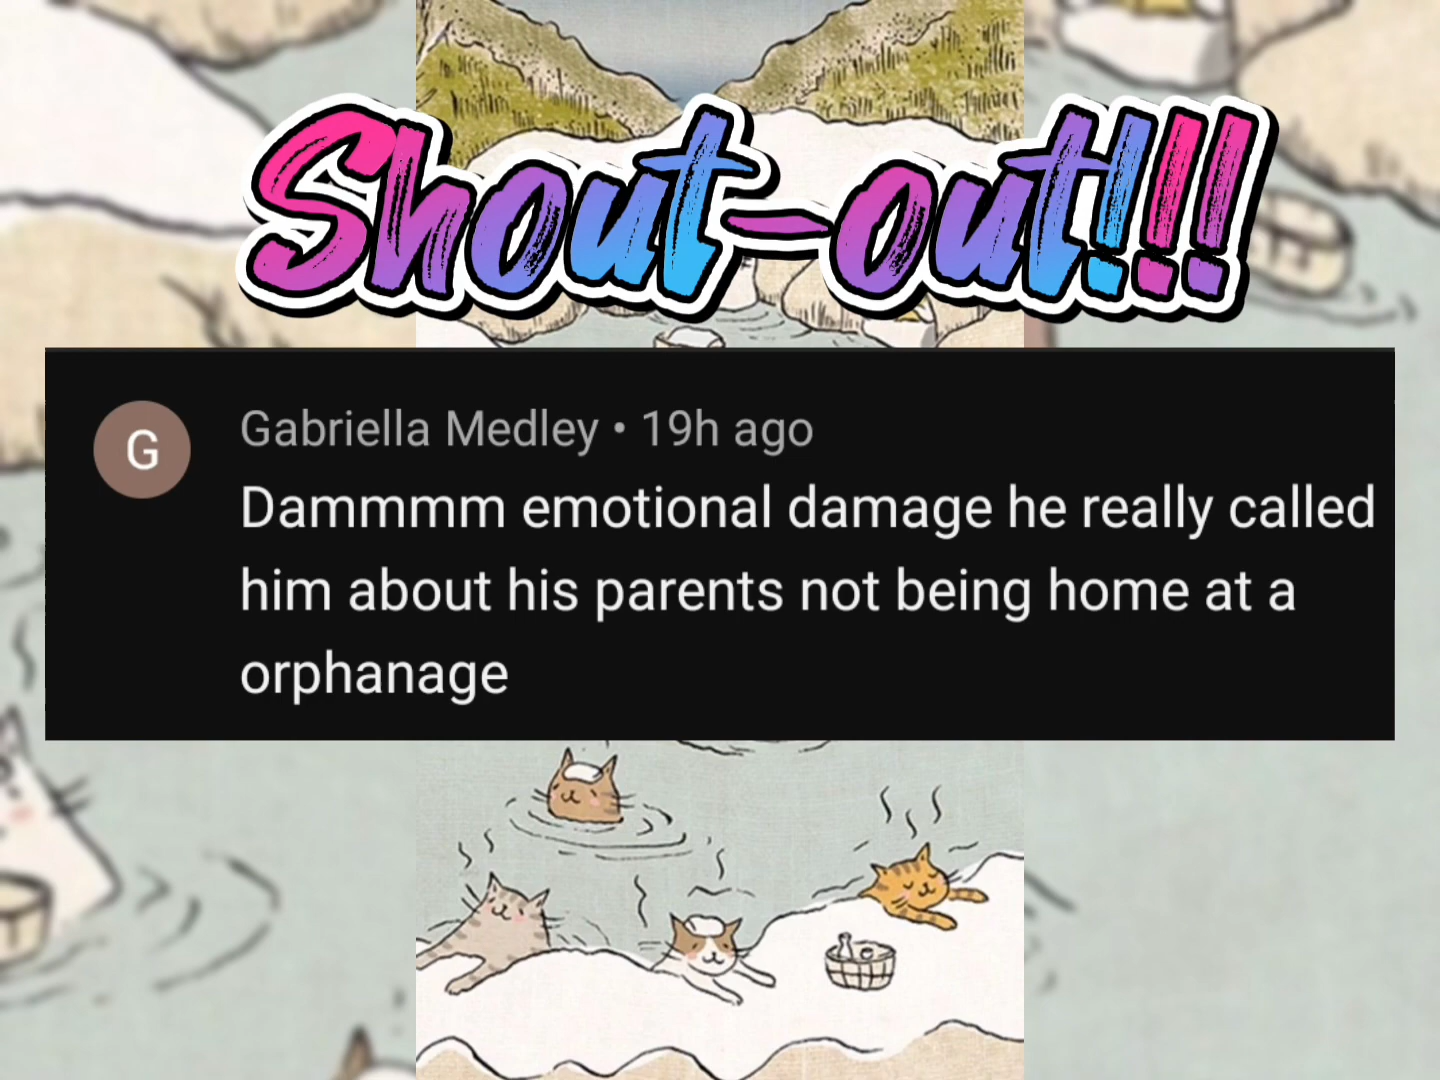 Shout-out!!!
G
Gabriella Medley • 19h ago
Dammmm emotional damage he really called
him about his parents not being home at a
orphanage